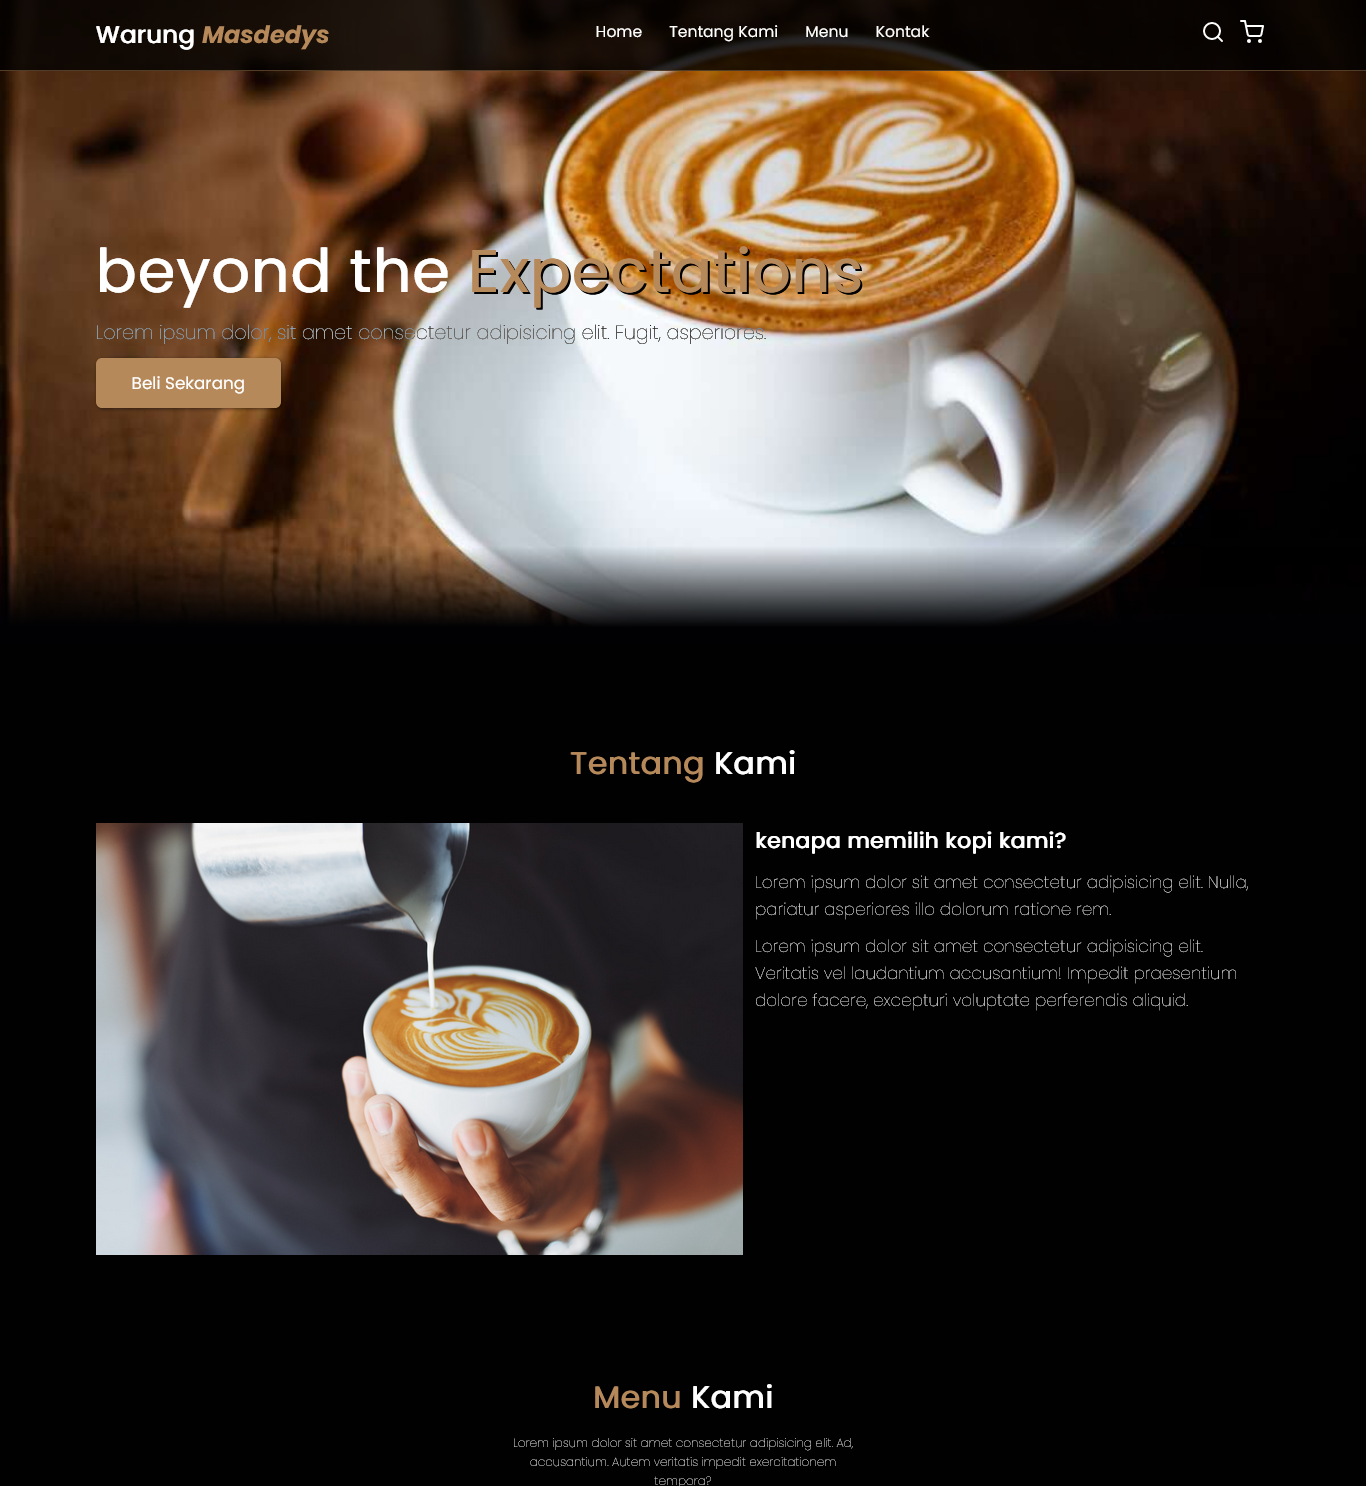 Warung Masdedys
Home Tentang Kami Menu Kontak
beyond the Expectations
Lorem ipsum dolor, sit amet consectetur adipisicing elit. Fugit, asperiores.
Beli Sekarang
Tentang Kami
kenapa memilih kopi kami?
Lorem ipsum dolor sit amet consectetur adipisicing elit. Nulla,
pariatur asperiores illo dolorum ratione rem.
Lorem ipsum dolor sit amet consectetur adipisicing elit.
Veritatis vel laudantium accusantium! Impedit praesentium
dolore facere, excepturi voluptate perferendis aliquid.
Menu Kami
Lorem ipsum dolor sit amet consectetur adipisicing elit. Ad,
accusantium. Autem veritatis impedit exercitationem
tempora?